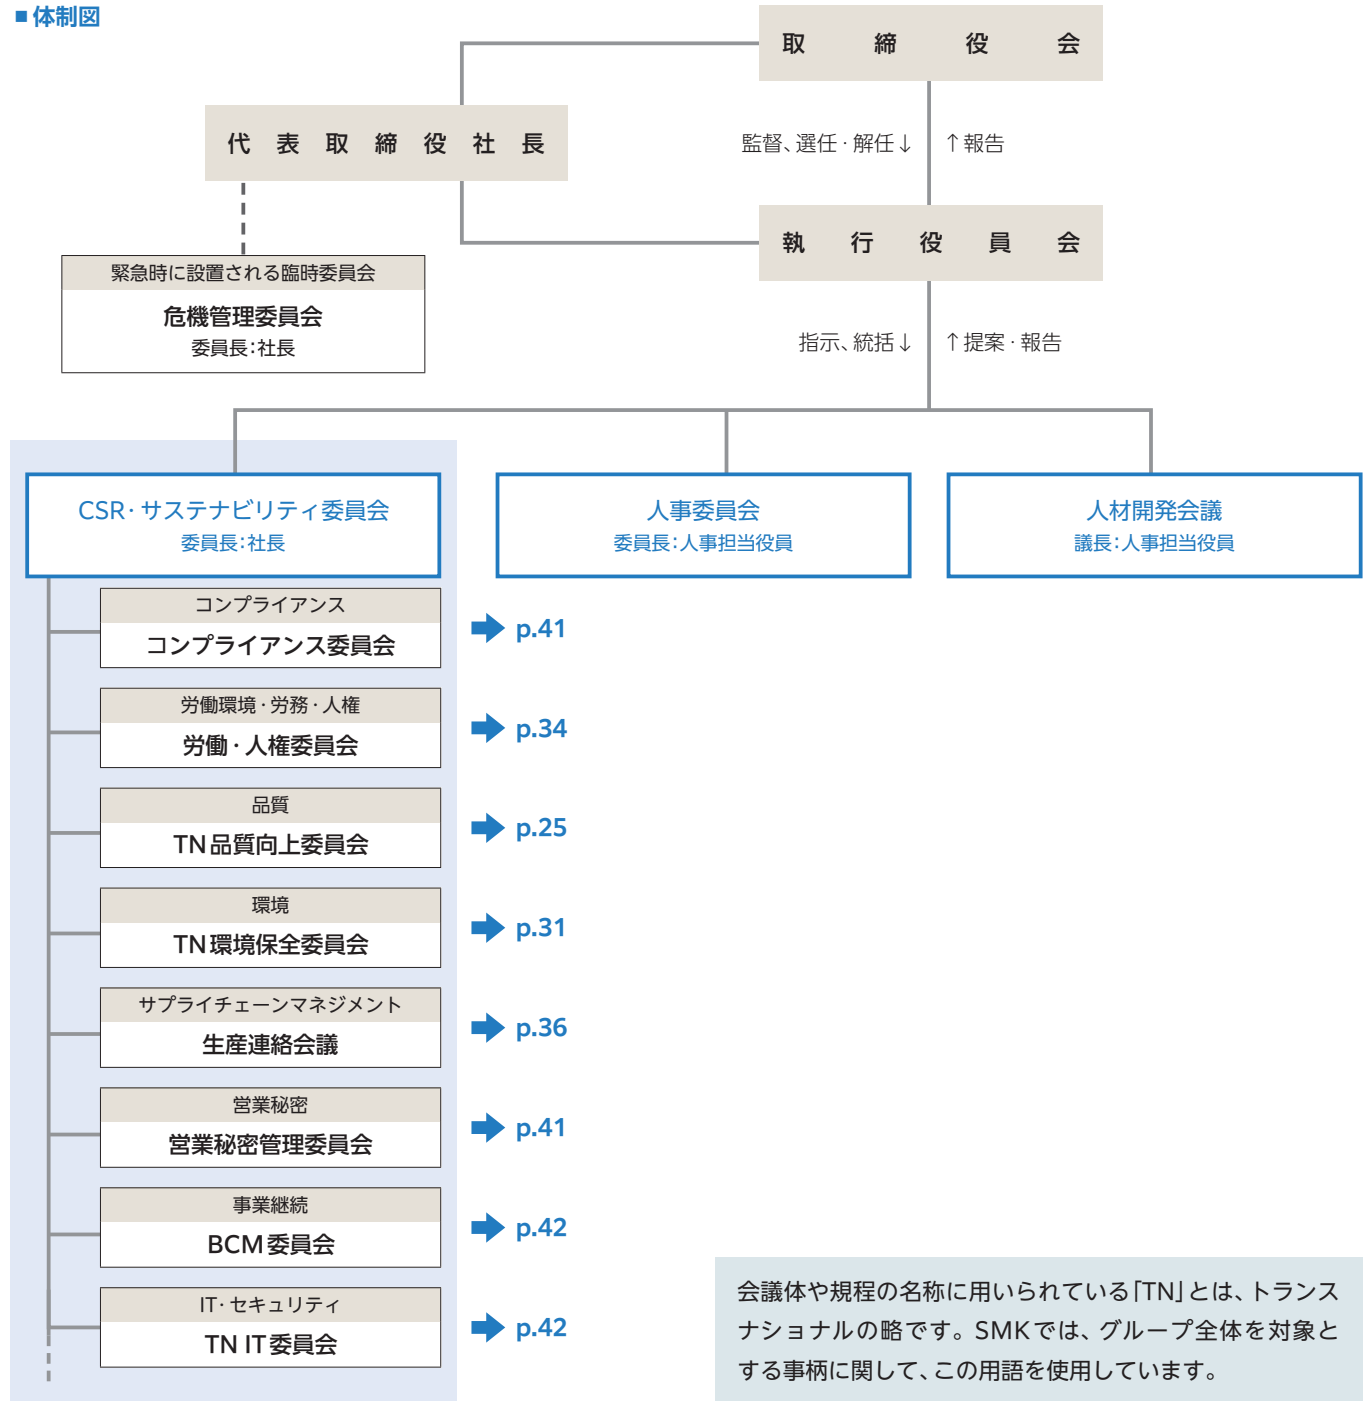 ■体制図
取締役会
代表取締役社長
監督、選任・解任↓
↑報告
執行役員会
緊急時に設置される臨時委員会
危機管理委員会
委員長：社長
指示、統括↓
↑提案・報告
CSR・サステナビリティ委員会
委員長：社長
人事委員会
委員長：人事担当役員
人材開発会議
議長：人事担当役員
コンプライアンス
コンプライアンス委員会
p.41
労働環境・労務・人権
労働・人権委員会
p.34
品質
TN品質向上委員会
p.25
環境
TN環境保全委員会
p.31
サプライチェーンマネジメント
生産連絡会議
p.36
営業秘密
営業秘密管理委員会
p.41
事業継続
BCM委員会
p.42
IT・セキュリティ
TN IT委員会
p.42
会議体や規程の名称に用いられている「TN」とは、トランス
ナショナルの略です。SMKでは、グループ全体を対象と
する事柄に関して、この用語を使用しています。